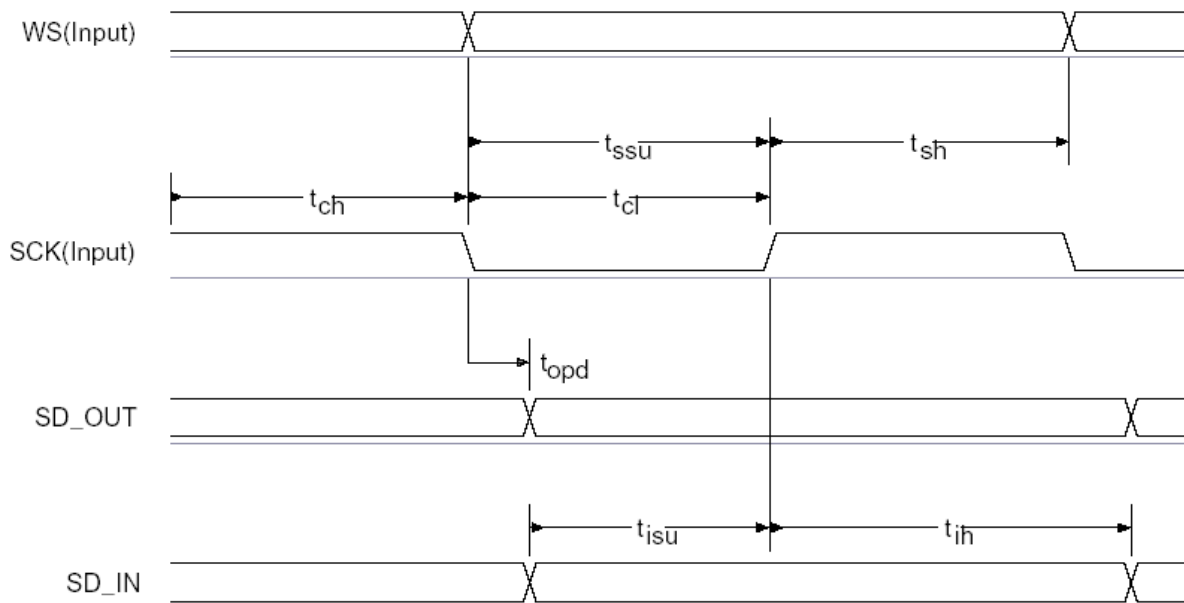 WS(Input)
tssu
tsh
tch
tcl
SCK(Input)
topd
SD_OUT
tisu
tih
SD_IN